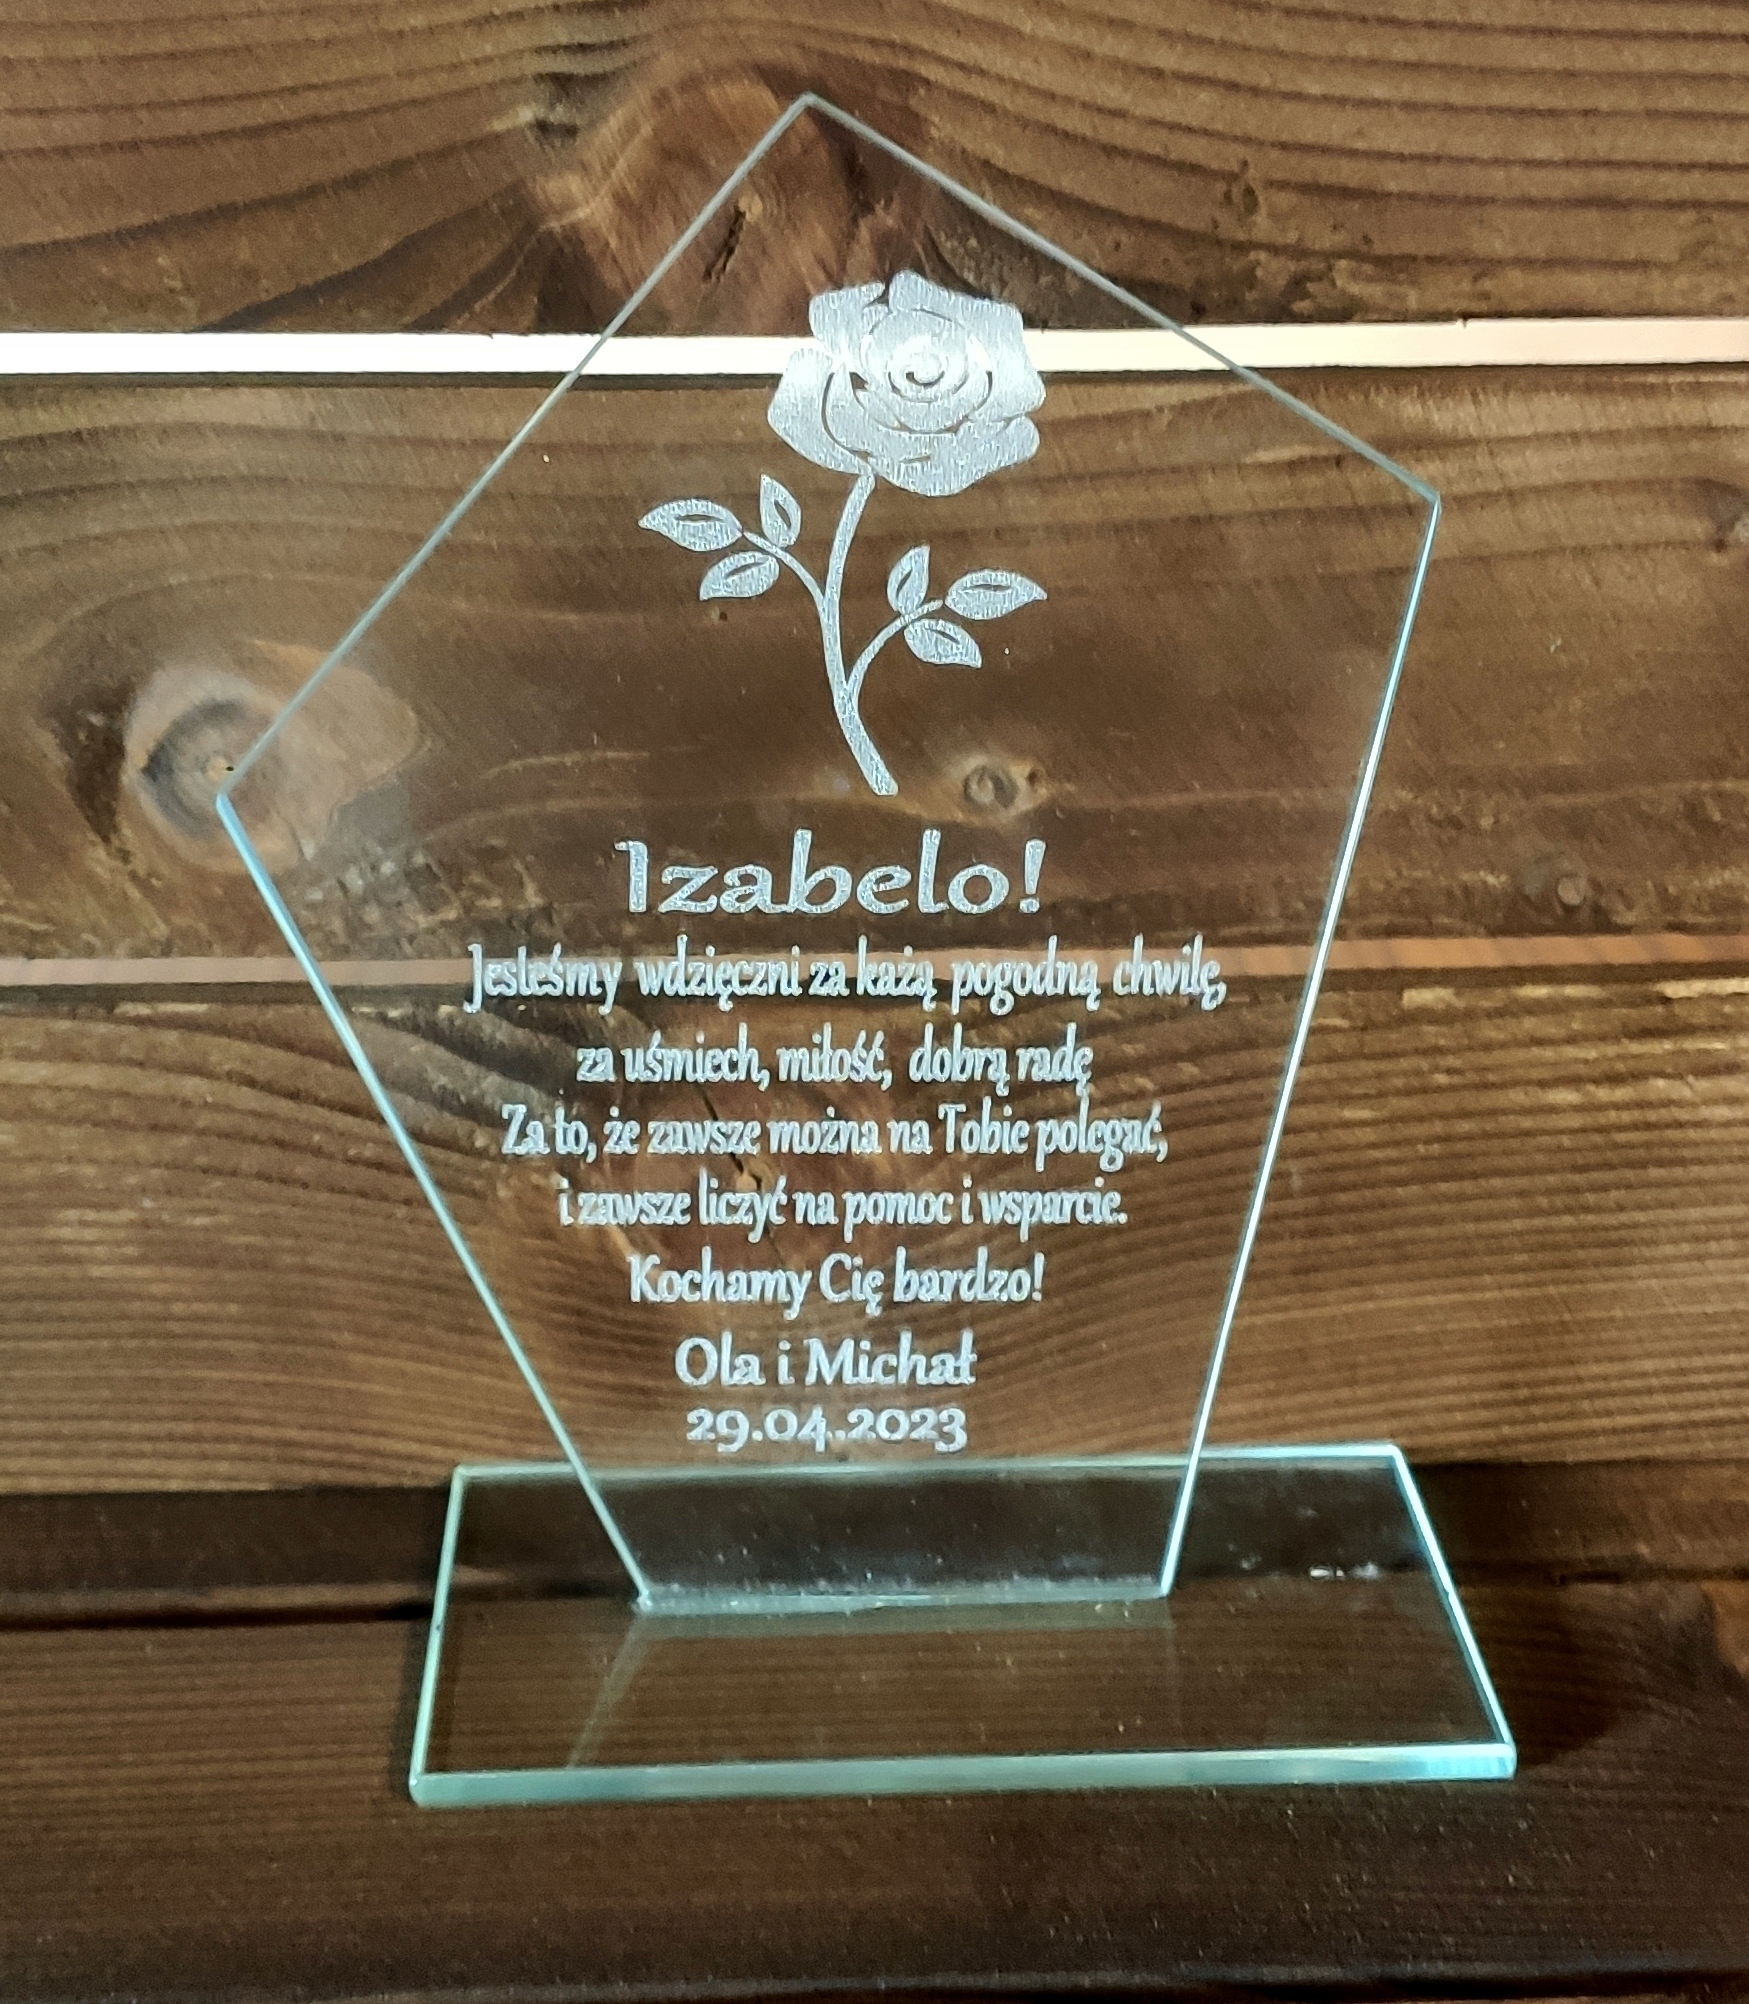 Izabelo!
Jesteśmy wdzięczni za każą pogodną chwilę,
za uśmiech, miłość, dobrą radę
Za to, że zawsze można na Tobie polegać,
i zawsze liczyć na pomoc i wsparcie.
Kochamy Cię bardzo!
Ola i Michał
29.04.2023